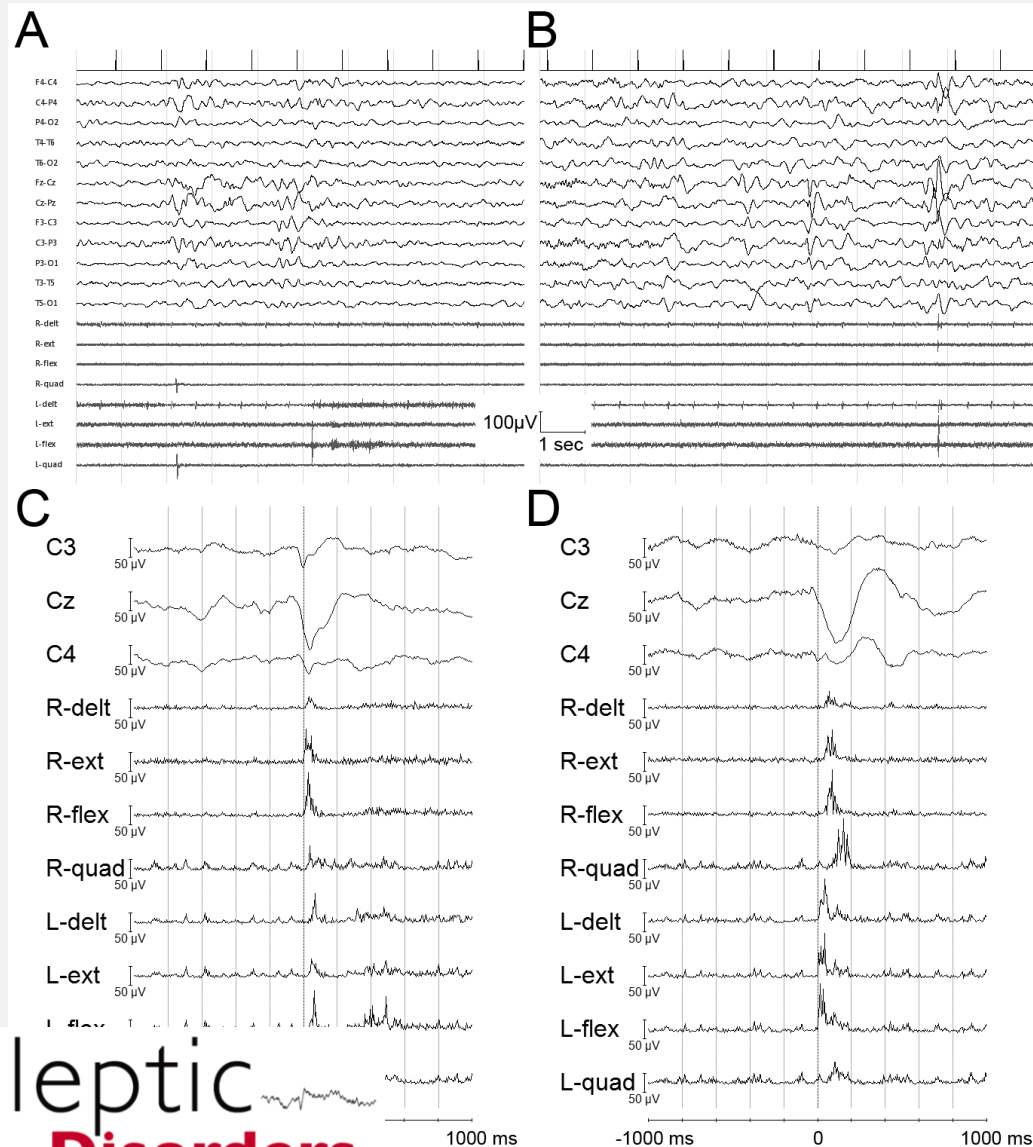 A
B
F4-C4
C4-P4
P4-O2
T4-T6
T6-O2
Fz-Cz
Cz-Pz
F3-C3
C3-P3
P3-O1
T3-T5
T5-O1
R-delt
R-ext
R-flex
R-quad
L-delt
L-ext
L-flex
L-quad
100µV
1 sec
C
C3
50 µV
Cz
50 µV
C4
50 µV
R-delt
50 µV
R-ext
50 µV
R-flex
50 µV
R-quad
50 µV
L-delt
50 µV
L-ext
50 µV
L-flex
1000 ms
D
C3
50 µV
Cz
50 µV
C4
50 µV
R-delt
50 µV
R-ext
50 µV
R-flex
50 µV
R-quad
50 µV
L-delt
50 µV
L-ext
50 µV
L-flex
50 µV
L-quad
50 µV
-1000 ms 0 1000 ms
leptic
Disorders